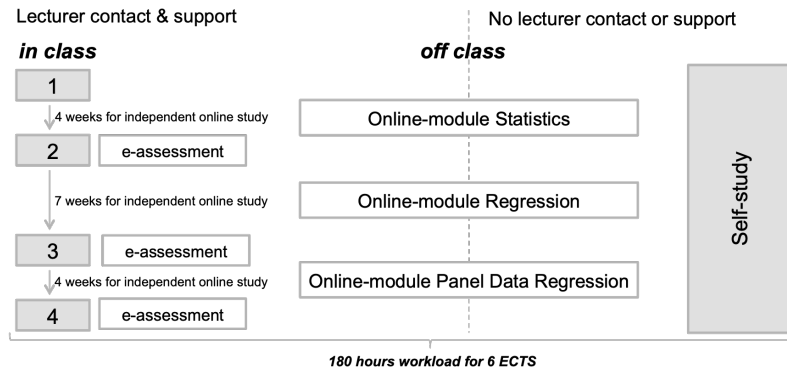 Lecturer contact & support
No lecturer contact or support
in class
off class
1
4 weeks for independent online study
Online-module Statistics
2
e-assessment
7 weeks for independent online study
Online-module Regression
3
e-assessment
4 weeks for independent online study
Online-module Panel Data Regression
4
e-assessment
Self-study
180 hours workload for 6 ECTS